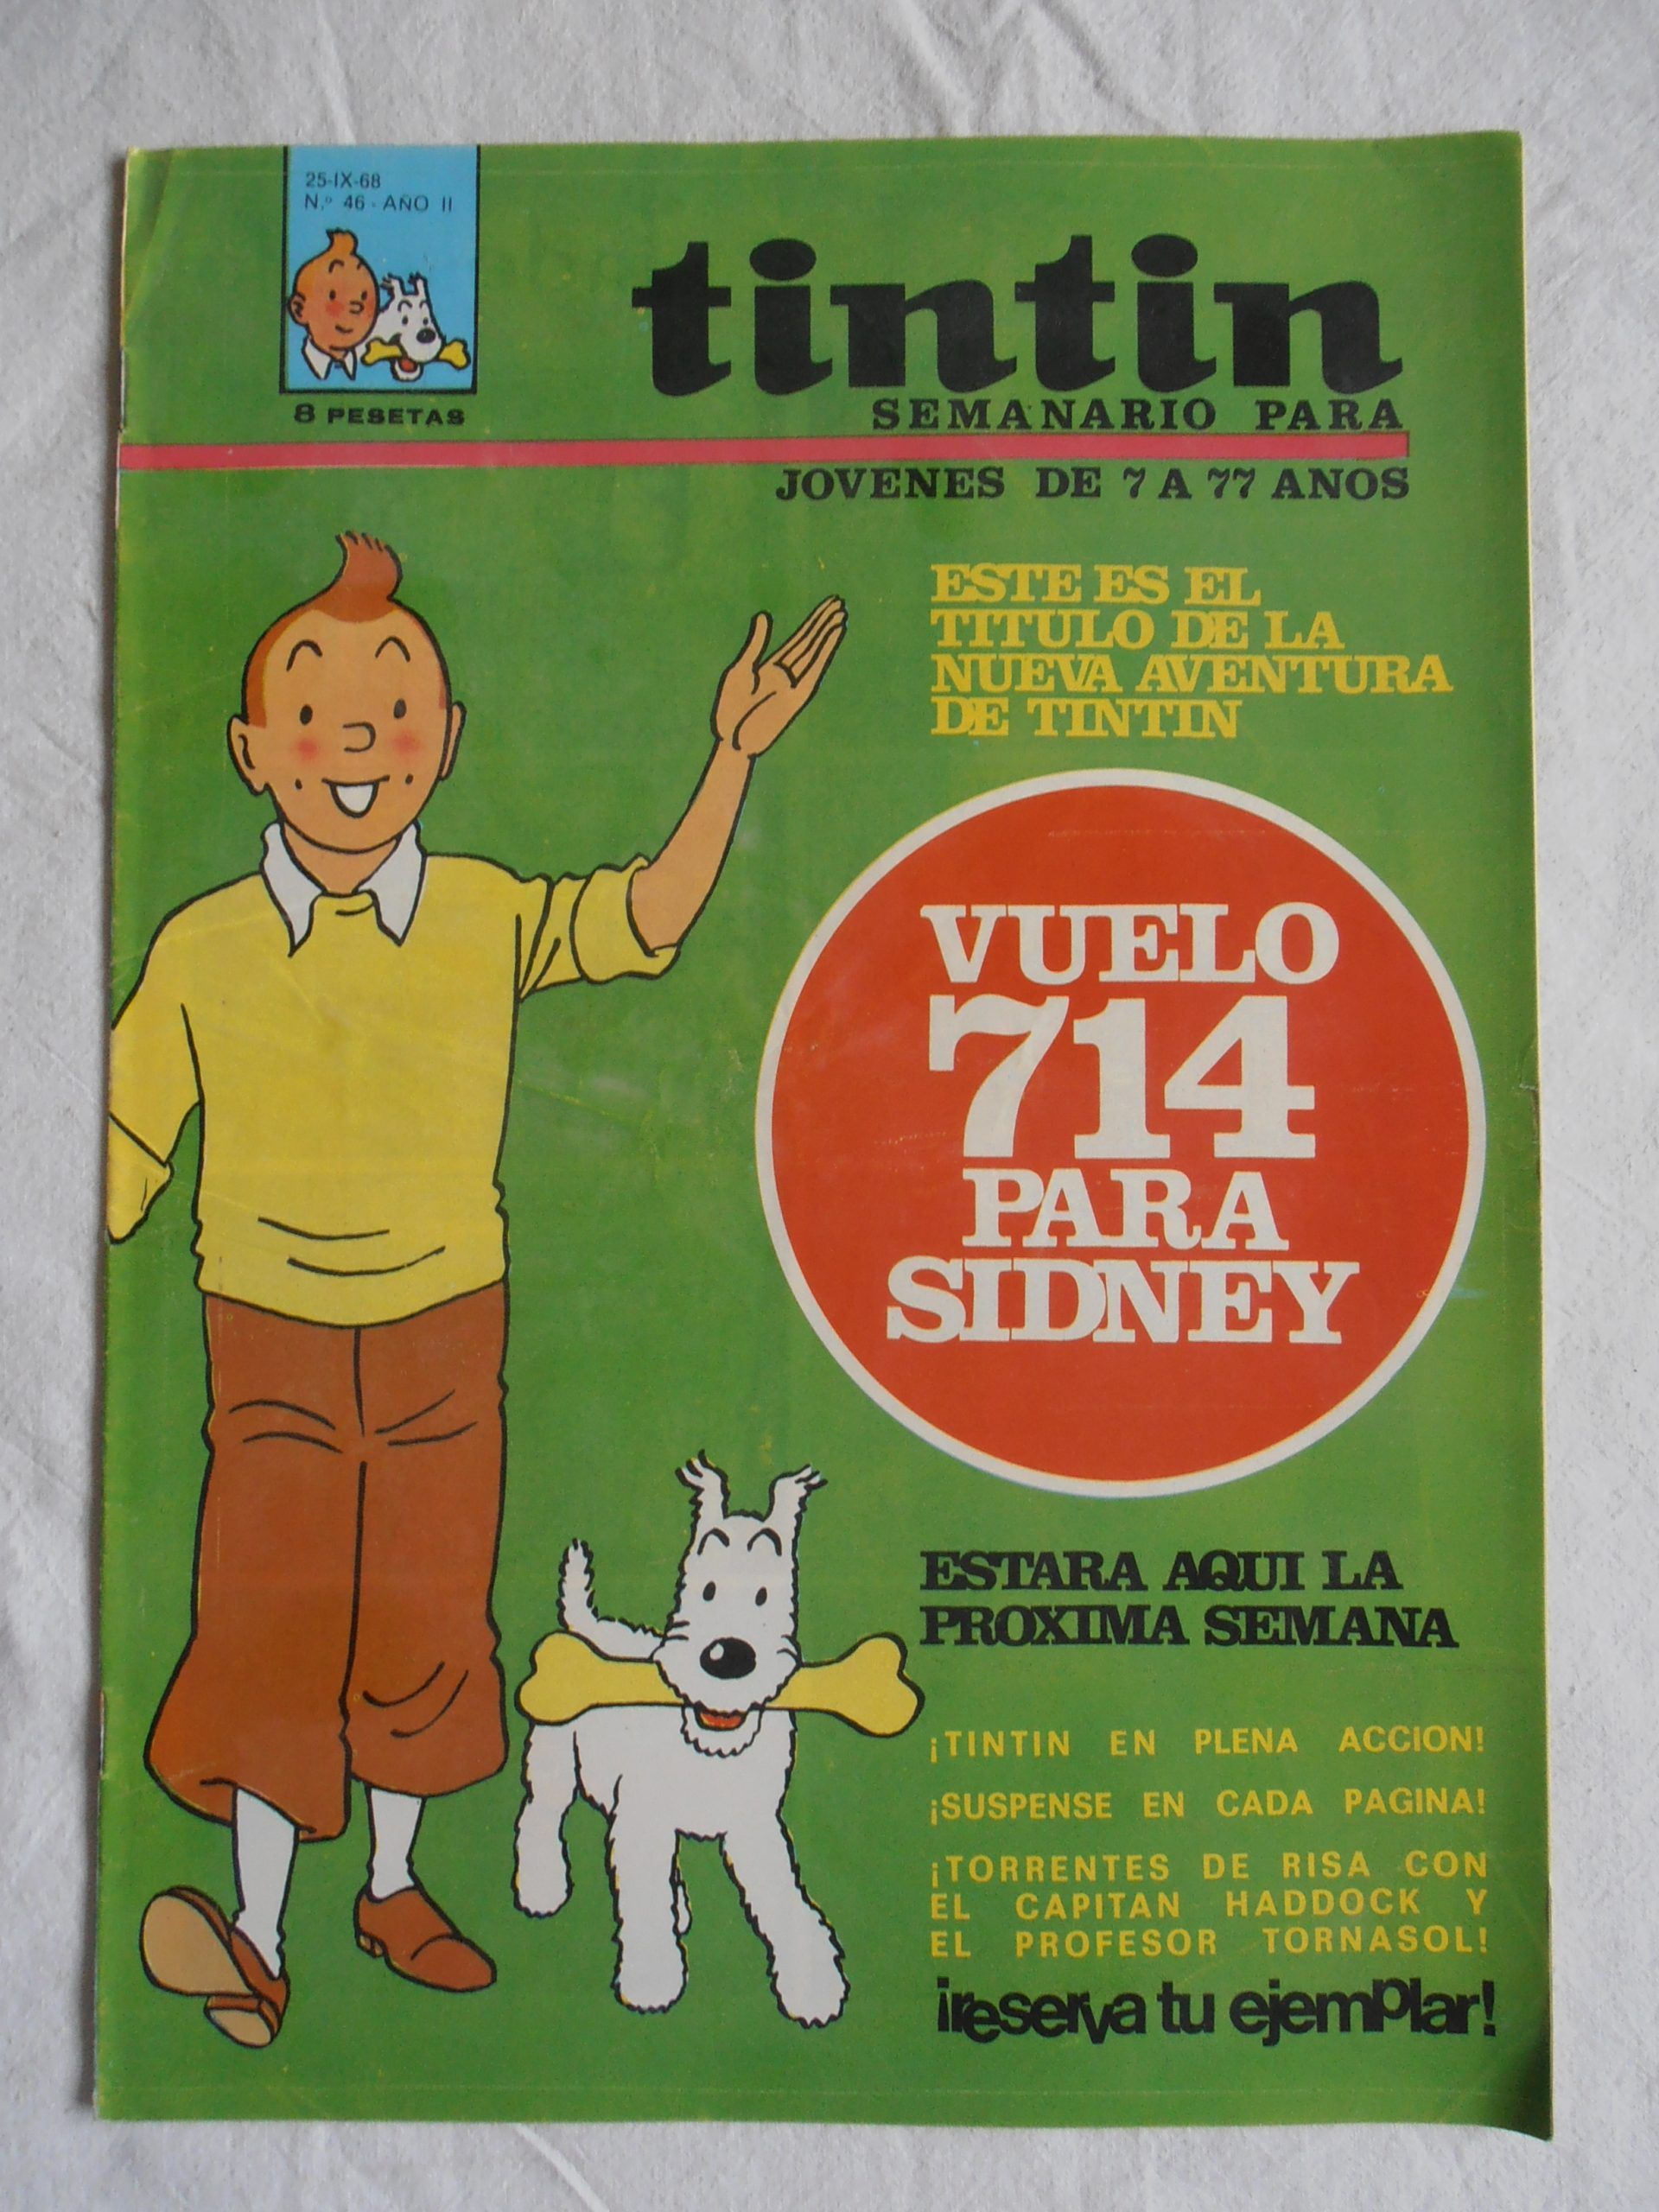 25-IX-68
N.º 46 - AÑO II
8 PESETAS
tintin
SEMANARIO PARA
JOVENES DE 7 A 77 ANOS
ESTE ES EL
TITULO DE LA
NUEVA AVENTURA
DE TINTIN
VUELO
714
PARA
SIDNEY
ESTARA AQUI LA
PROXIMA SEMANA
¡TINTIN EN PLENA ACCION!
¡SUSPENSE EN CADA PAGINA!
¡TORRENTES DE RISA CON
EL CAPITAN HADDOCK Y
EL PROFESOR TORNASOL!
¡reserva tu ejemplar!